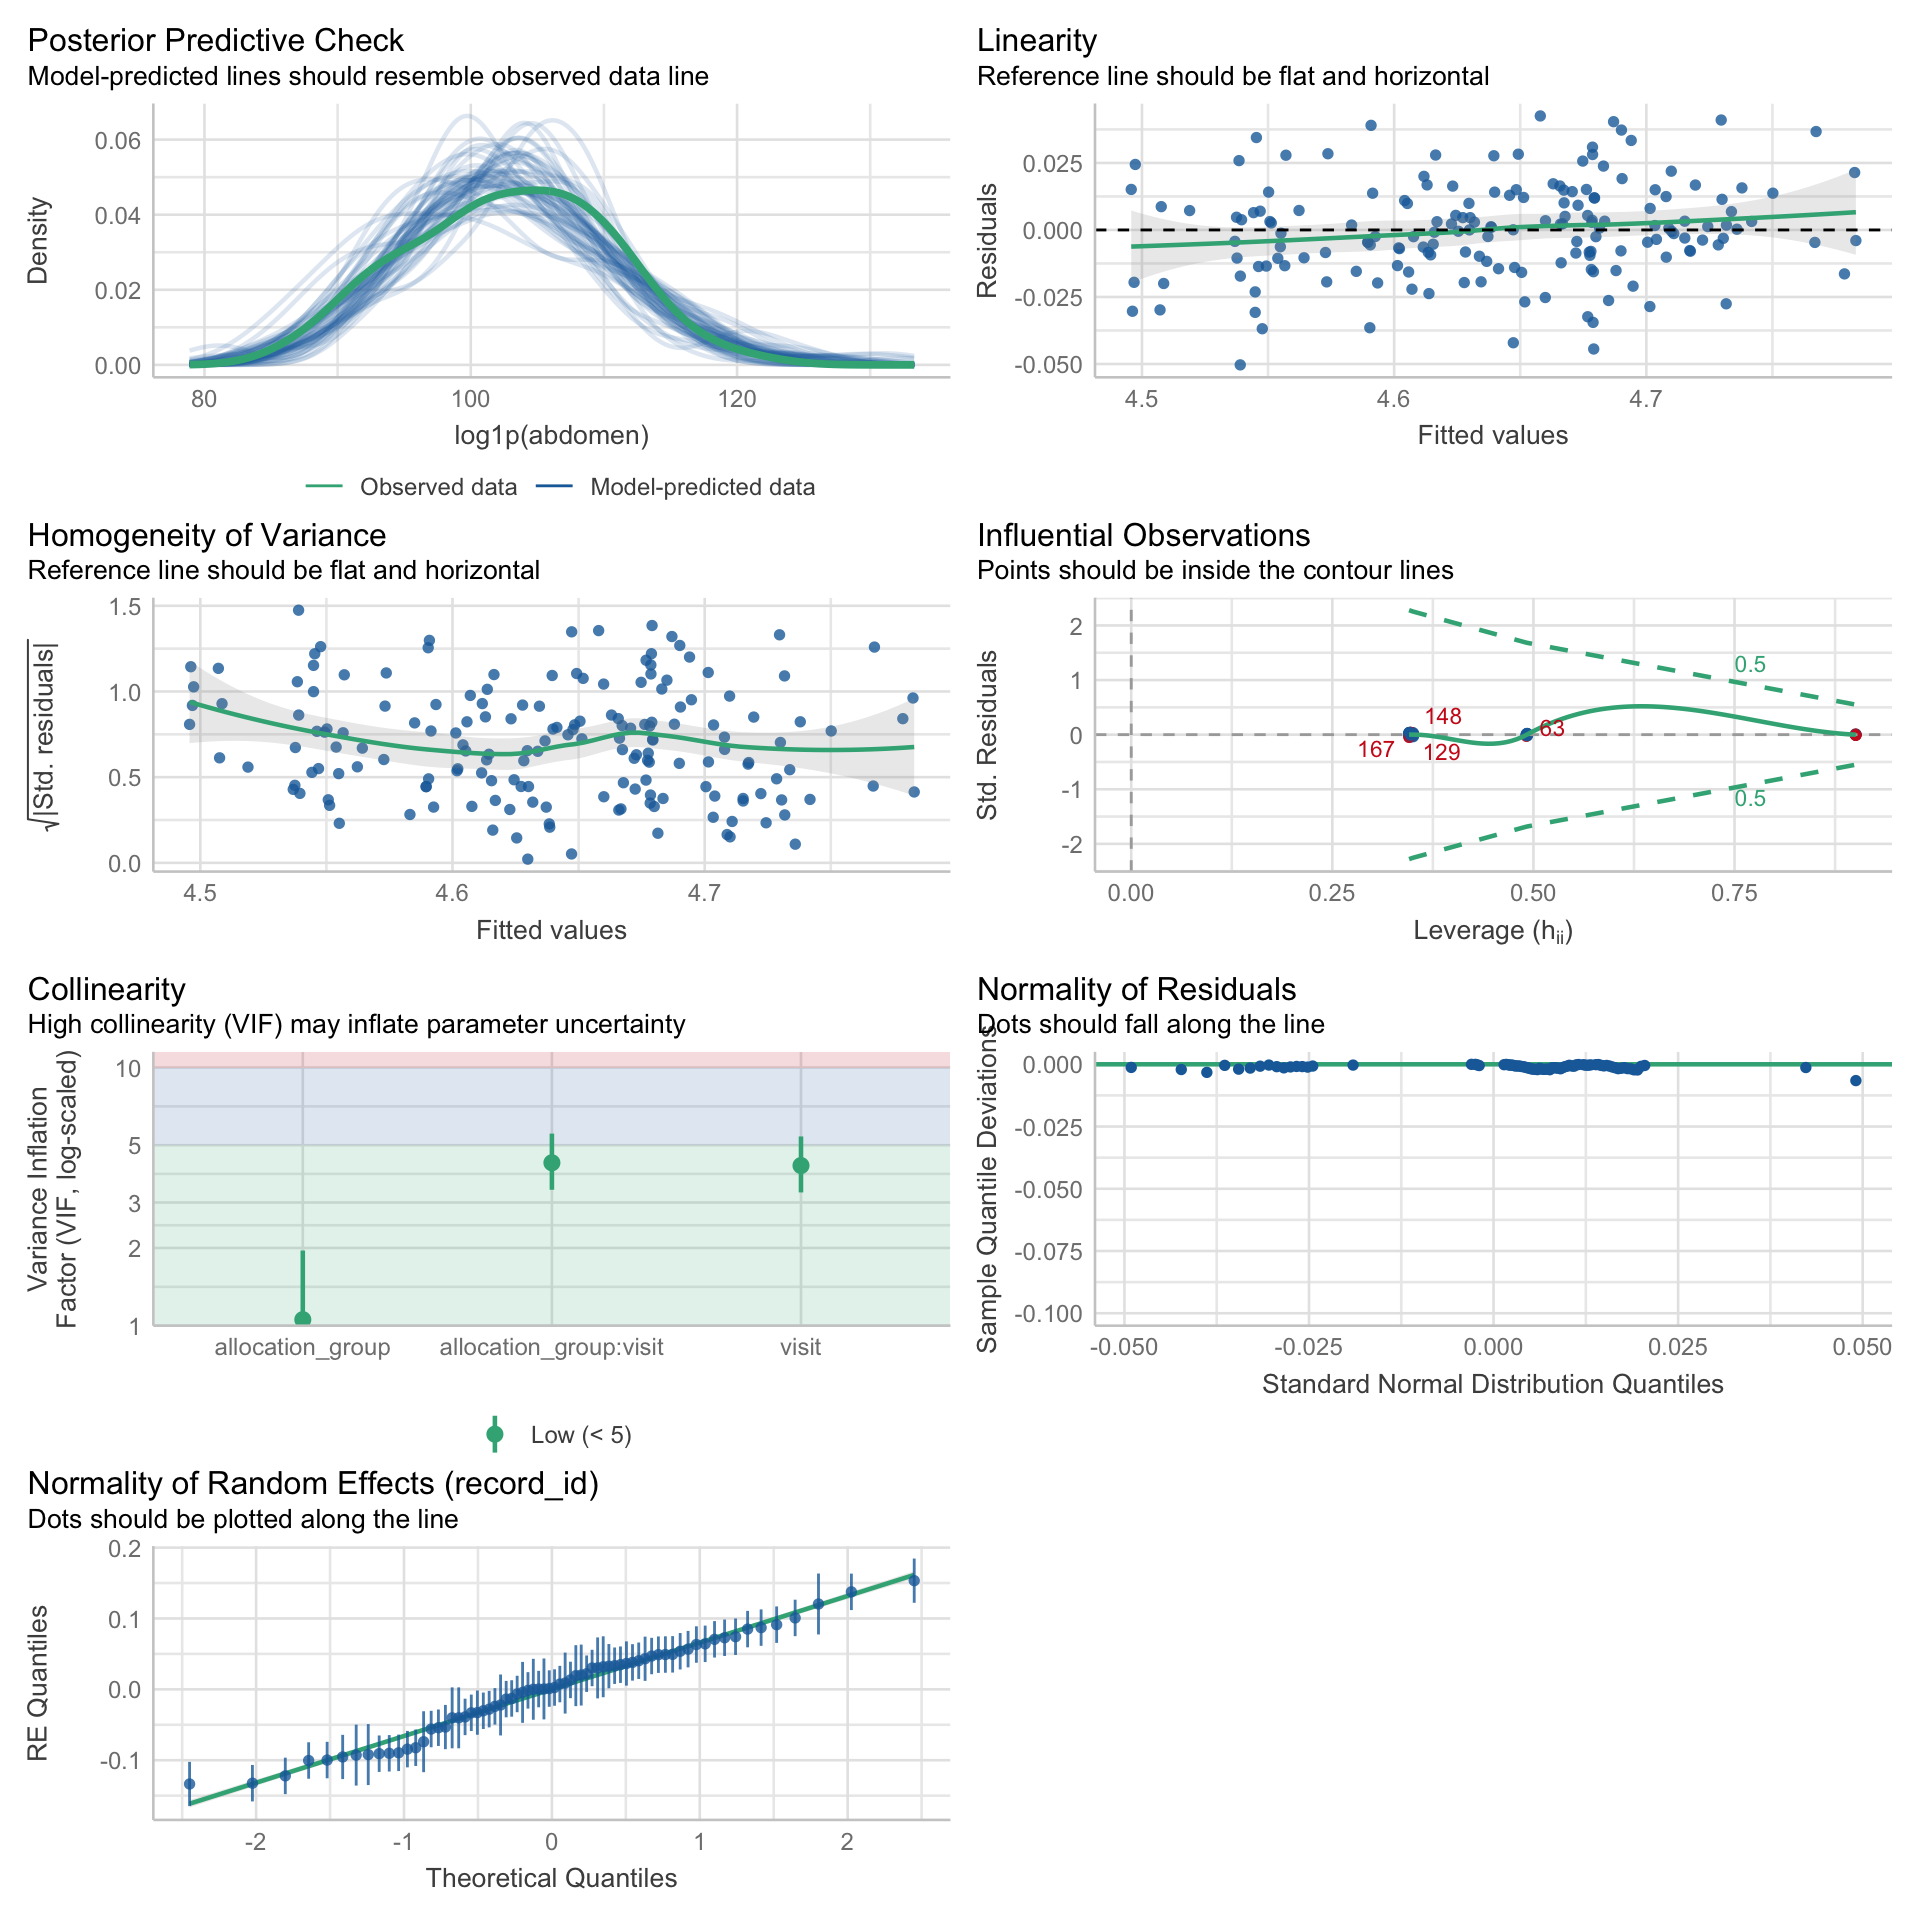 Posterior Predictive Check
Model-predicted lines should resemble observed data line
Density
0.06
0.04
0.02
0.00
80
100
120
log1p(abdomen)
Observed data
Model-predicted data
Linearity
Reference line should be flat and horizontal
Residuals
0.025
0.000
-0.025
-0.050
4.5
4.6
4.7
Fitted values
Homogeneity of Variance
Reference line should be flat and horizontal
√|Std. residuals|
1.5
1.0
0.5
0.0
4.5
4.6
4.7
Fitted values
Influential Observations
Points should be inside the contour lines
Std. Residuals
2
1
0
-1
-2
0.5
148
63
167
129
0.5
0.00
0.25
0.50
0.75
Leverage (hii)
Collinearity
High collinearity (VIF) may inflate parameter uncertainty
Variance Inflation
Factor (VIF, log-scaled)
10
5
3
2
1
allocation_group
allocation_group:visit
visit
Low (< 5)
Normality of Residuals
Dots should fall along the line
Sample Quantile Deviations
0.000
-0.025
-0.050
-0.075
-0.100
-0.050
-0.025
0.000
0.025
0.050
Standard Normal Distribution Quantiles
Normality of Random Effects (record_id)
Dots should be plotted along the line
RE Quantiles
0.2
0.1
0.0
-0.1
-2
-1
0
1
2
Theoretical Quantiles